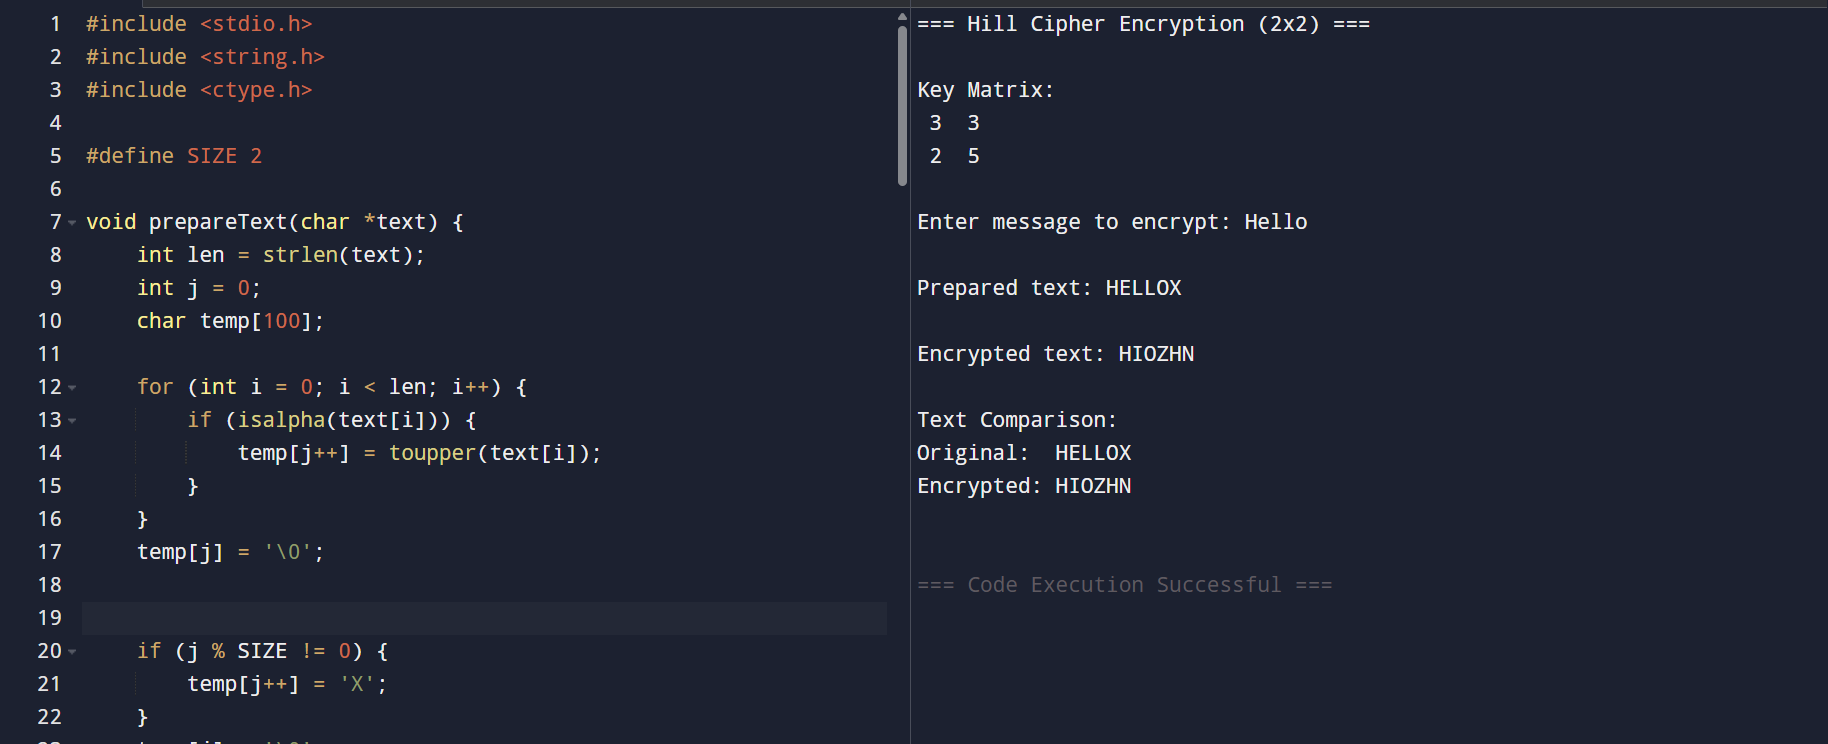 1 #include <stdio.h>
2 #include <string.h>
3 #include <ctype.h>
4
5 #define SIZE 2
6
7 void prepareText(char *text) {
8     int len = strlen(text);
9     int j = 0;
10     char temp[100];
11
12     for (int i = 0; i < len; i++) {
13         if (isalpha(text[i])) {
14             temp[j++] = toupper(text[i]);
15         }
16     }
17     temp[j] = '\0';
18
19
20     if (j % SIZE != 0) {
21         temp[j++] = 'X';
22     }
=== Hill Cipher Encryption (2x2) ===
Key Matrix:
3 3
2 5
Enter message to encrypt: Hello
Prepared text: HELLOX
Encrypted text: HIOZHN
Text Comparison:
Original:  HELLOX
Encrypted: HIOZHN
=== Code Execution Successful ===